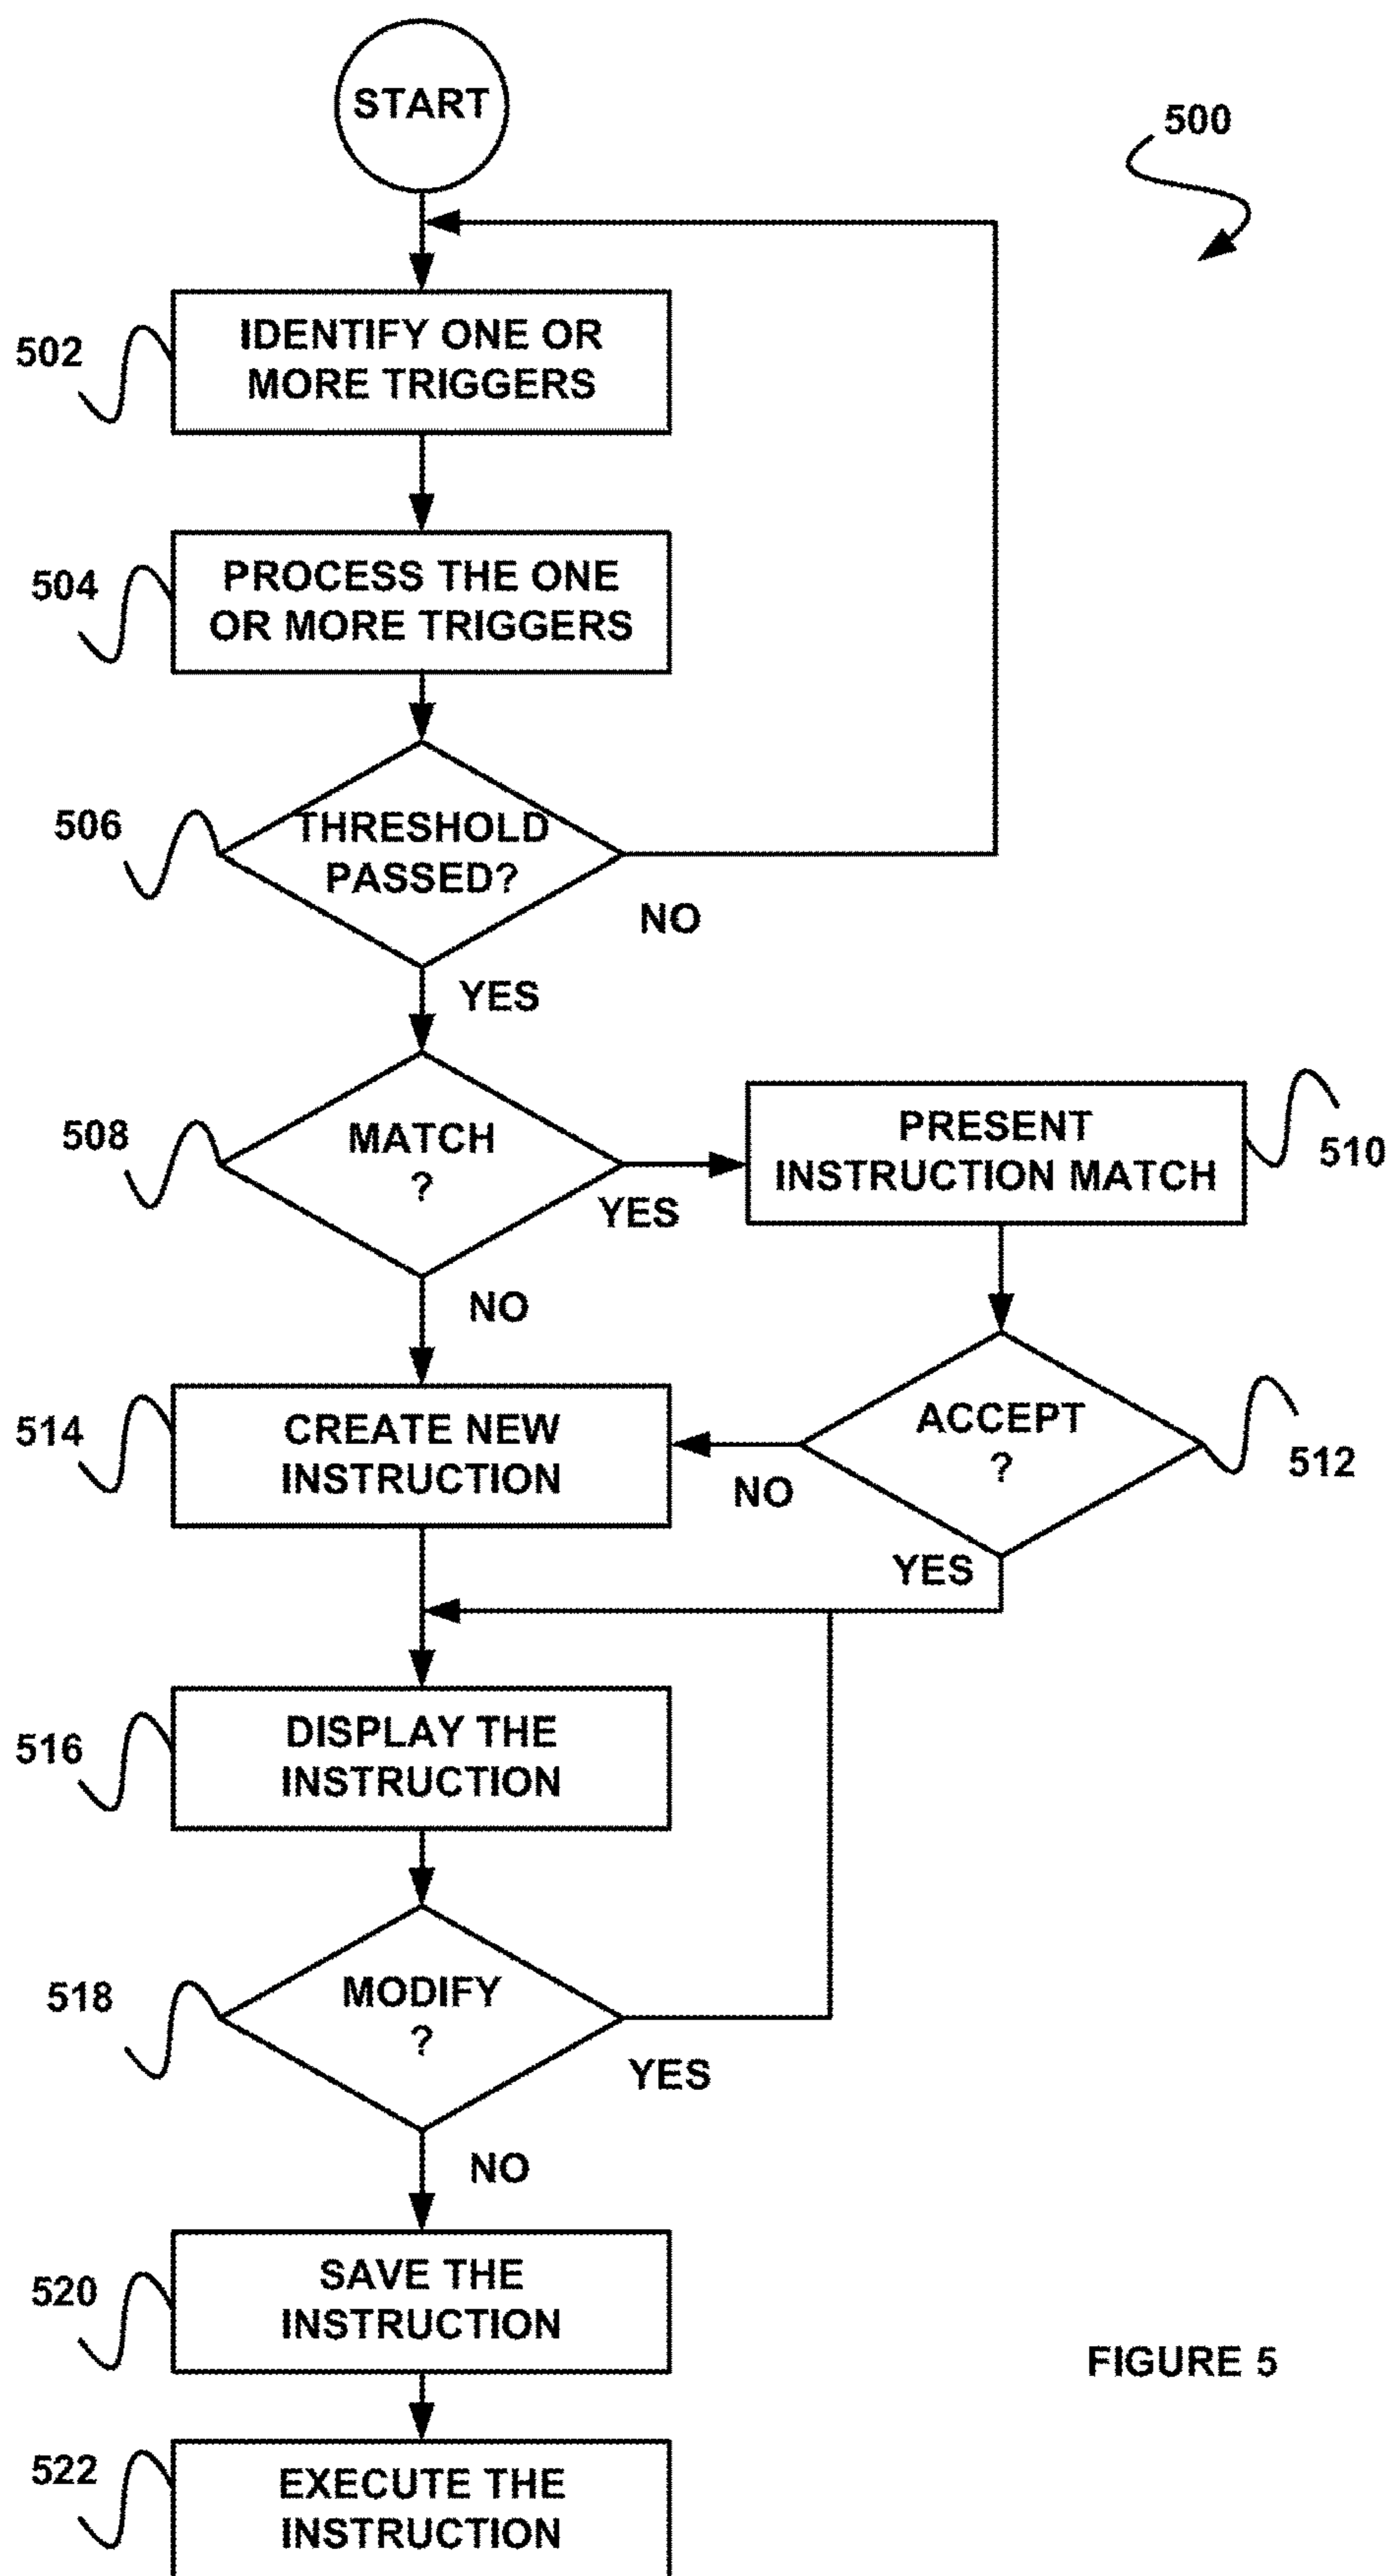 START
500
502
IDENTIFY ONE OR
MORE TRIGGERS
504
PROCESS THE ONE
OR MORE TRIGGERS
506
THRESHOLD
PASSED?
NO
YES
508
MATCH
?
YES
PRESENT
INSTRUCTION MATCH
510
NO
514
CREATE NEW
INSTRUCTION
NO
ACCEPT
?
512
YES
516
DISPLAY THE
INSTRUCTION
518
MODIFY
?
YES
NO
520
SAVE THE
INSTRUCTION
FIGURE 5
522
EXECUTE THE
INSTRUCTION